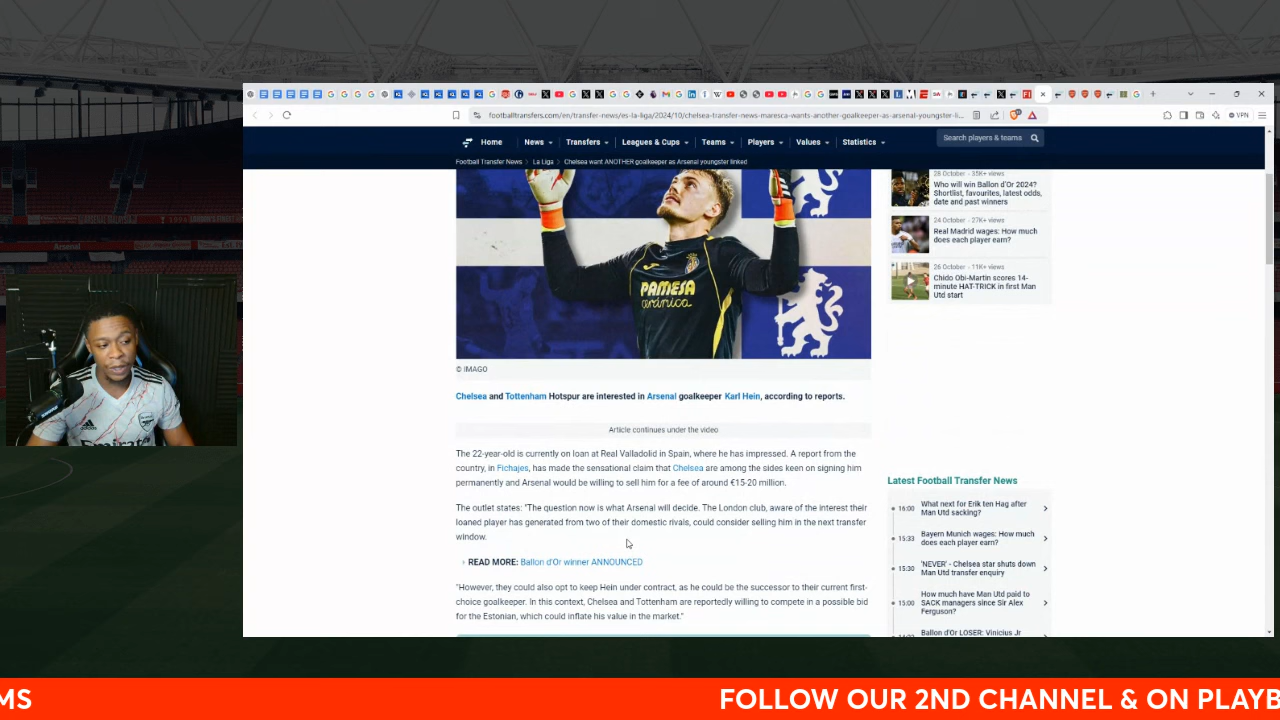 footballtransfers.com/en/transfer-news/es-la-liga/2024/10/chelsea-transfer-news-maresca-wants-another-goalkeeper-as-arsenal-youngster-li...
VPN
Home News Transfers Leagues & Cups Teams Players Values Statistics
Search players & teams
Football Transfer News La Liga Chelsea want ANOTHER goalkeeper as Arsenal youngster linked
PAMESA
cerámica
28 October - 35K+ views
Who will win Ballon d'Or 2024?
Shortlist, favourites, latest odds,
date and past winners
24 October - 27K+ views
Real Madrid wages: How much
does each player earn?
26 October - 11K+ views
Chido Obi-Martin scores 14-
minute HAT-TRICK in first Man
Utd start
© IMAGO
Chelsea and Tottenham Hotspur are interested in Arsenal goalkeeper Karl Hein, according to reports.
Article continues under the video
The 22-year-old is currently on loan at Real Valladolid in Spain, where he has impressed. A report from the
country, in Fichajes, has made the sensational claim that Chelsea are among the sides keen on signing him
permanently and Arsenal would be willing to sell him for a fee of around €15-20 million.
The outlet states: "The question now is what Arsenal will decide. The London club, aware of the interest their
loaned player has generated from two of their domestic rivals, could consider selling him in the next transfer
window.
READ MORE: Ballon d'Or winner ANNOUNCED
"However, they could also opt to keep Hein under contract, as he could be the successor to their current first-
choice goalkeeper. In this context, Chelsea and Tottenham are reportedly willing to compete in a possible bid
for the Estonian, which could inflate his value in the market."
Latest Football Transfer News
16:00 What next for Erik ten Hag after
Man Utd sacking?
15:33 Bayern Munich wages: How much
does each player earn?
15:30 'NEVER' - Chelsea star shuts down
Man Utd transfer enquiry
15:00 How much have Man Utd paid to
SACK managers since Sir Alex
Ferguson?
Ballon d'Or LOSER: Vinicius Jr
Arsenal
adidas
Emirates
MS FOLLOW OUR 2ND CHANNEL & ON PLAYB